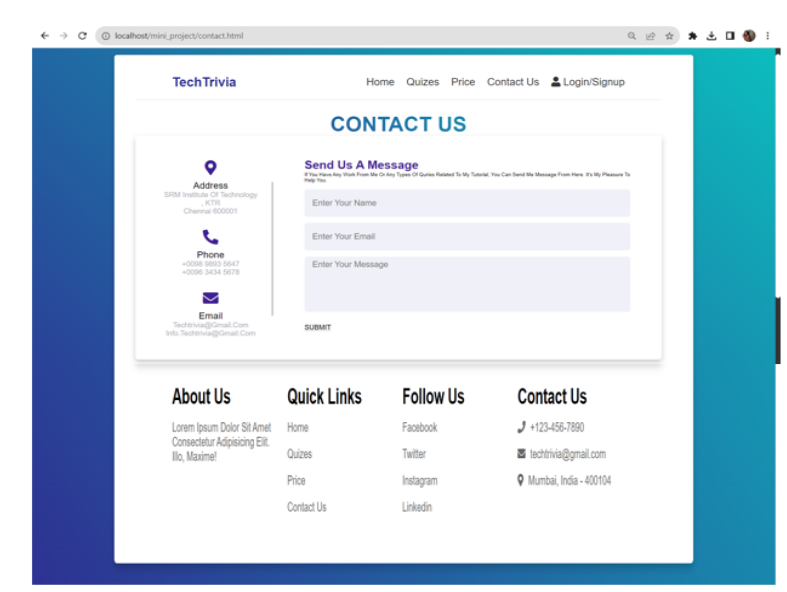 localhost/mini_project/contact.html
TechTrivia
Home Quizes Price Contact Us Login/Signup
CONTACT US
Address
SRM Institute Of Technology
, KTR
Chennai 600001
Phone
+0098 9893 5647
+0096 3434 5678
Email
Techtrivia@Gmail.Com
Info.Techtrivia@Gmail.Com
Send Us A Message
If You Have Any Work From Me Or Any Types Of Quries Related To My Tutorial, You Can Send Me Message From Here. It's My Pleasure To
Help You.
Enter Your Name
Enter Your Email
Enter Your Message
SUBMIT
About Us
Lorem Ipsum Dolor Sit Amet
Consectetur Adipisicing Elit.
Illo, Maxime!
Quick Links
Home
Quizes
Price
Contact Us
Follow Us
Facebook
Twitter
Instagram
Linkedin
Contact Us
+123-456-7890
techtrivia@gmail.com
Mumbai, India - 400104